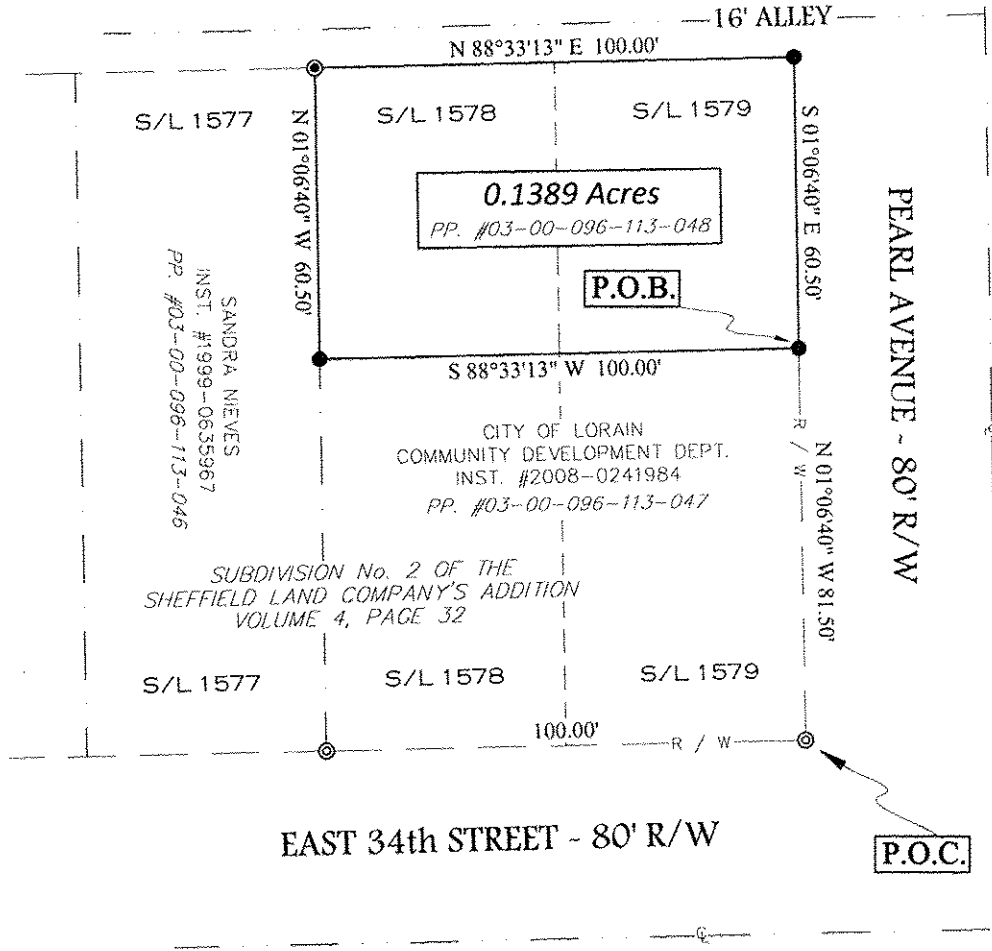 16' ALLEY
N 88°33'13" E 100.00'
S/L 1577
S/L 1578
S/L 1579
N 01°06'40" W 60.50'
S 01°06'40" E 60.50'
0.1389 Acres
PP. #03-00-096-113-048
P.O.B.
PEARL AVENUE - 80' R/W
SANDRA NIEVES
INST. #1999-0635967
PP. #03-00-096-113-046
S 88°33'13" W 100.00'
CITY OF LORAIN
COMMUNITY DEVELOPMENT DEPT.
INST. #2008-0241984
PP. #03-00-096-113-047
R / W
N 01°06'40" W 81.50'
SUBDIVISION No. 2 OF THE
SHEFFIELD LAND COMPANY'S ADDITION
VOLUME 4, PAGE 32
S/L 1577
S/L 1578
S/L 1579
100.00'
R / W
EAST 34th STREET - 80' R/W
P.O.C.